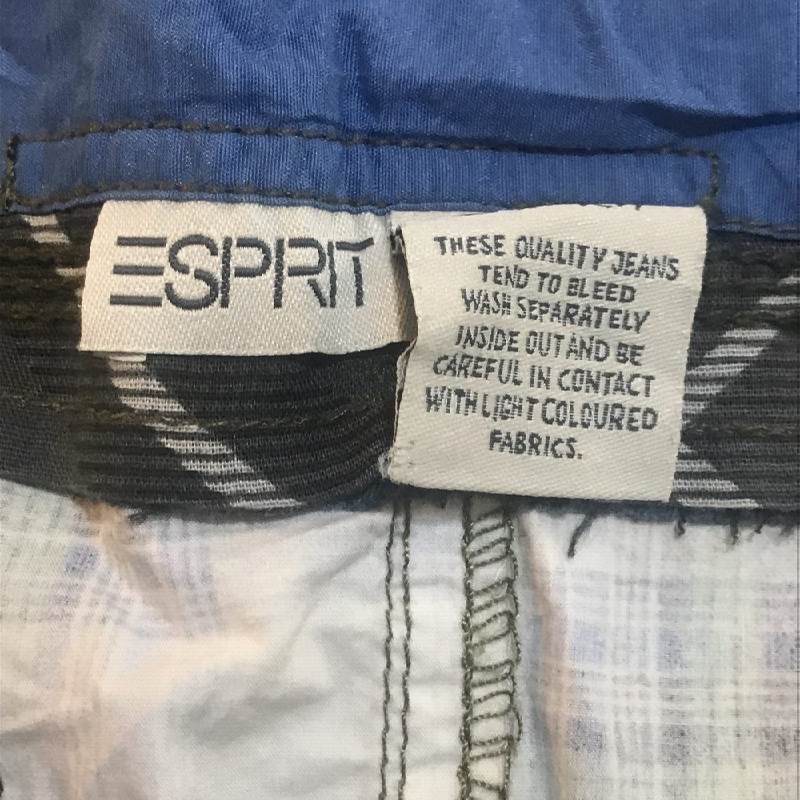 ESPRIT
THESE QUALITY JEANS
TEND TO BLEED
WASH SEPARATELY
INSIDE OUT AND BE
CAREFUL IN CONTACT
WITH LIGHT COLOURED
FABRICS.